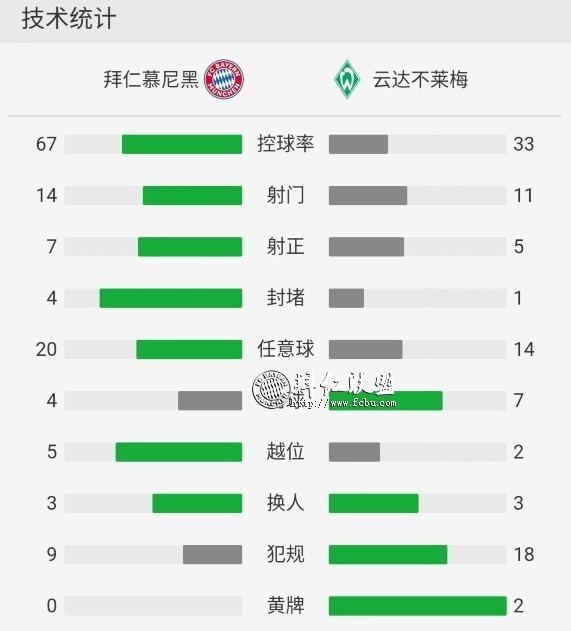 技术统计
拜仁慕尼黑 云达不莱梅
67 控球率 33
14 射门 11
7 射正 5
4 封堵 1
20 任意球 14
拜仁联盟
4 球 7
http://www.fcbu.com
5 越位 2
3 换人 3
9 犯规 18
0 黄牌 2